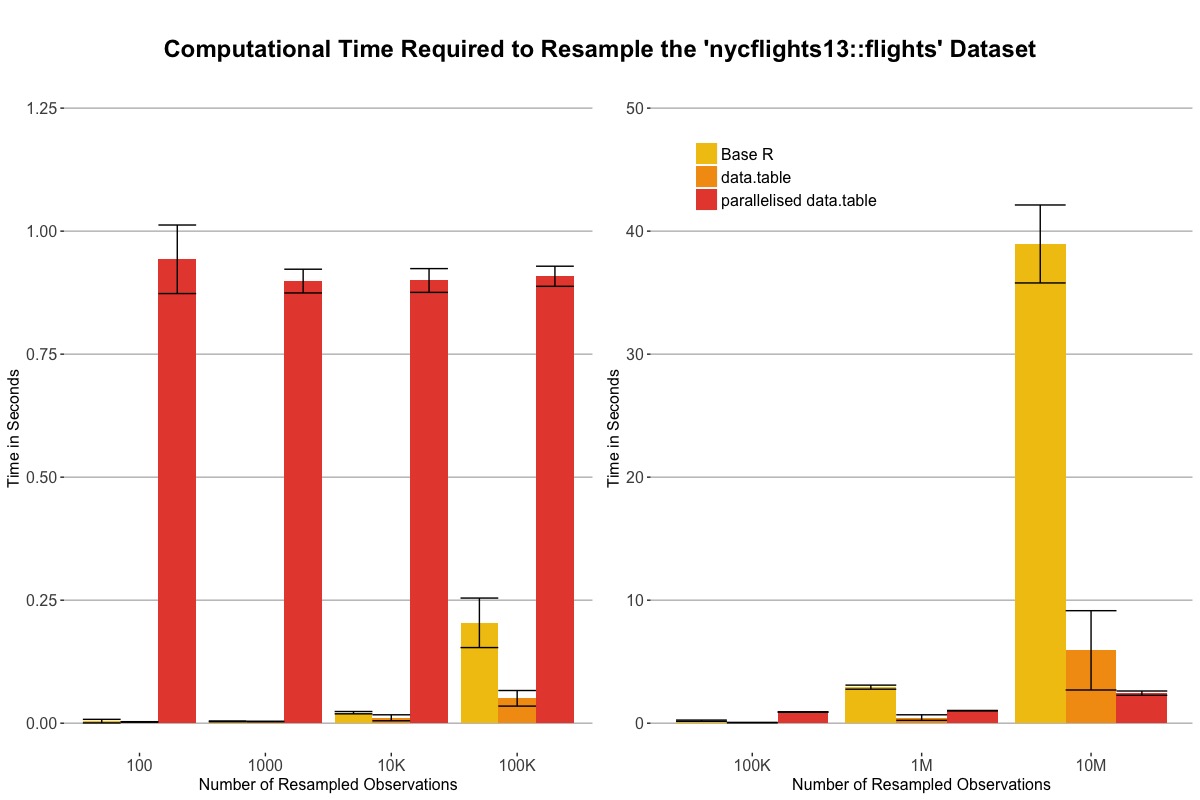 Computational Time Required to Resample the 'nycflights13::flights' Dataset
1.25
1.00
0.75
0.50
0.25
0.00
Time in Seconds
100 1000 10K 100K
Number of Resampled Observations
50
40
30
20
10
0
Time in Seconds
Base R
data.table
parallelised data.table
100K 1M 10M
Number of Resampled Observations